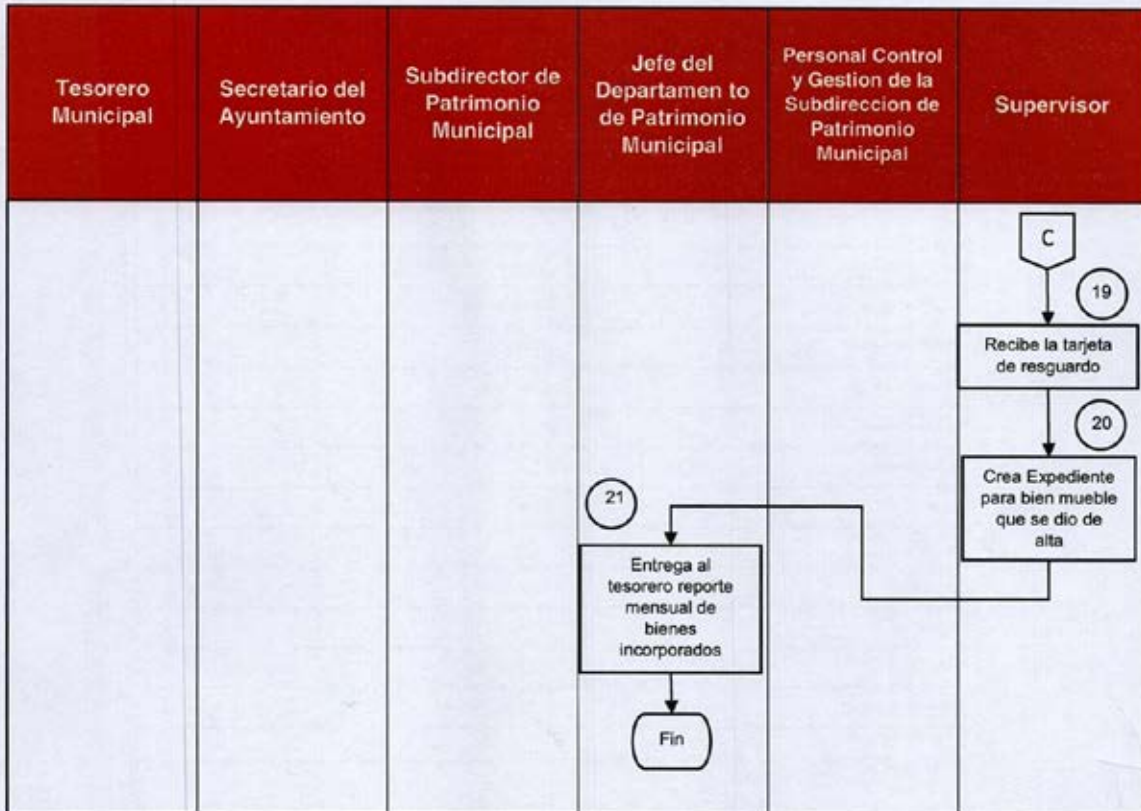 Tesorero
Municipal
Secretario del
Ayuntamiento
Subdirector de
Patrimonio
Municipal
Jefe del
Departamen to
de Patrimonio
Municipal
Personal Control
y Gestion de la
Subdireccion de
Patrimonio
Municipal
Supervisor
C
19
Recibe la tarjeta
de resguardo
20
Crea Expediente
para bien mueble
que se dio de
alta
21
Entrega al
tesorero reporte
mensual de
bienes
incorporados
Fin